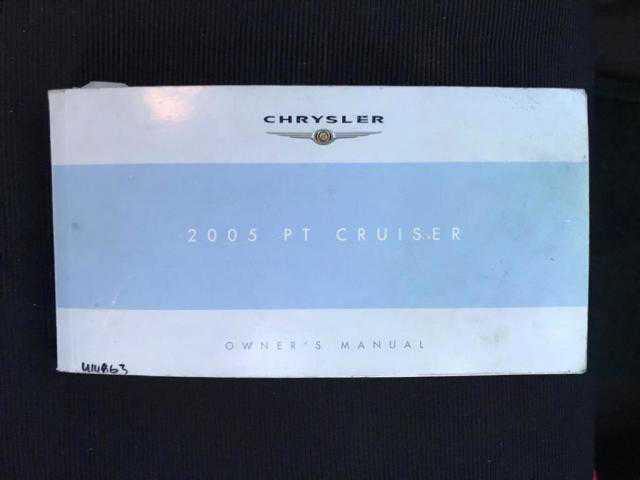 CHRYSLER
2005 PT CRUISER
OWNER'S MANUAL